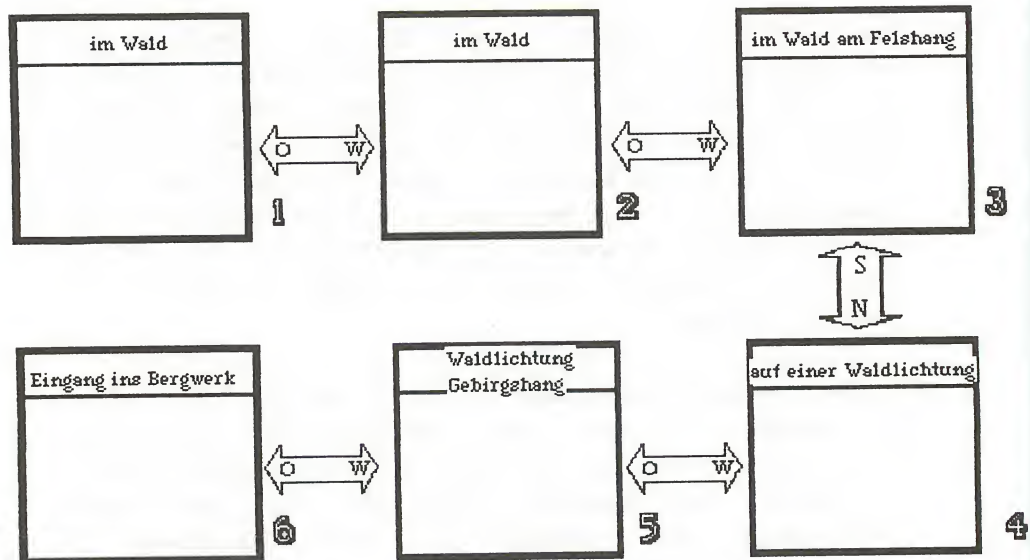 im Wald
im Wald
im Wald am Felshang
O W
O W
1
2
3
S
N
Eingang ins Bergwerk
Waldlichtung
Gebirgshang
auf einer Waldlichtung
O W
O W
6
5
4